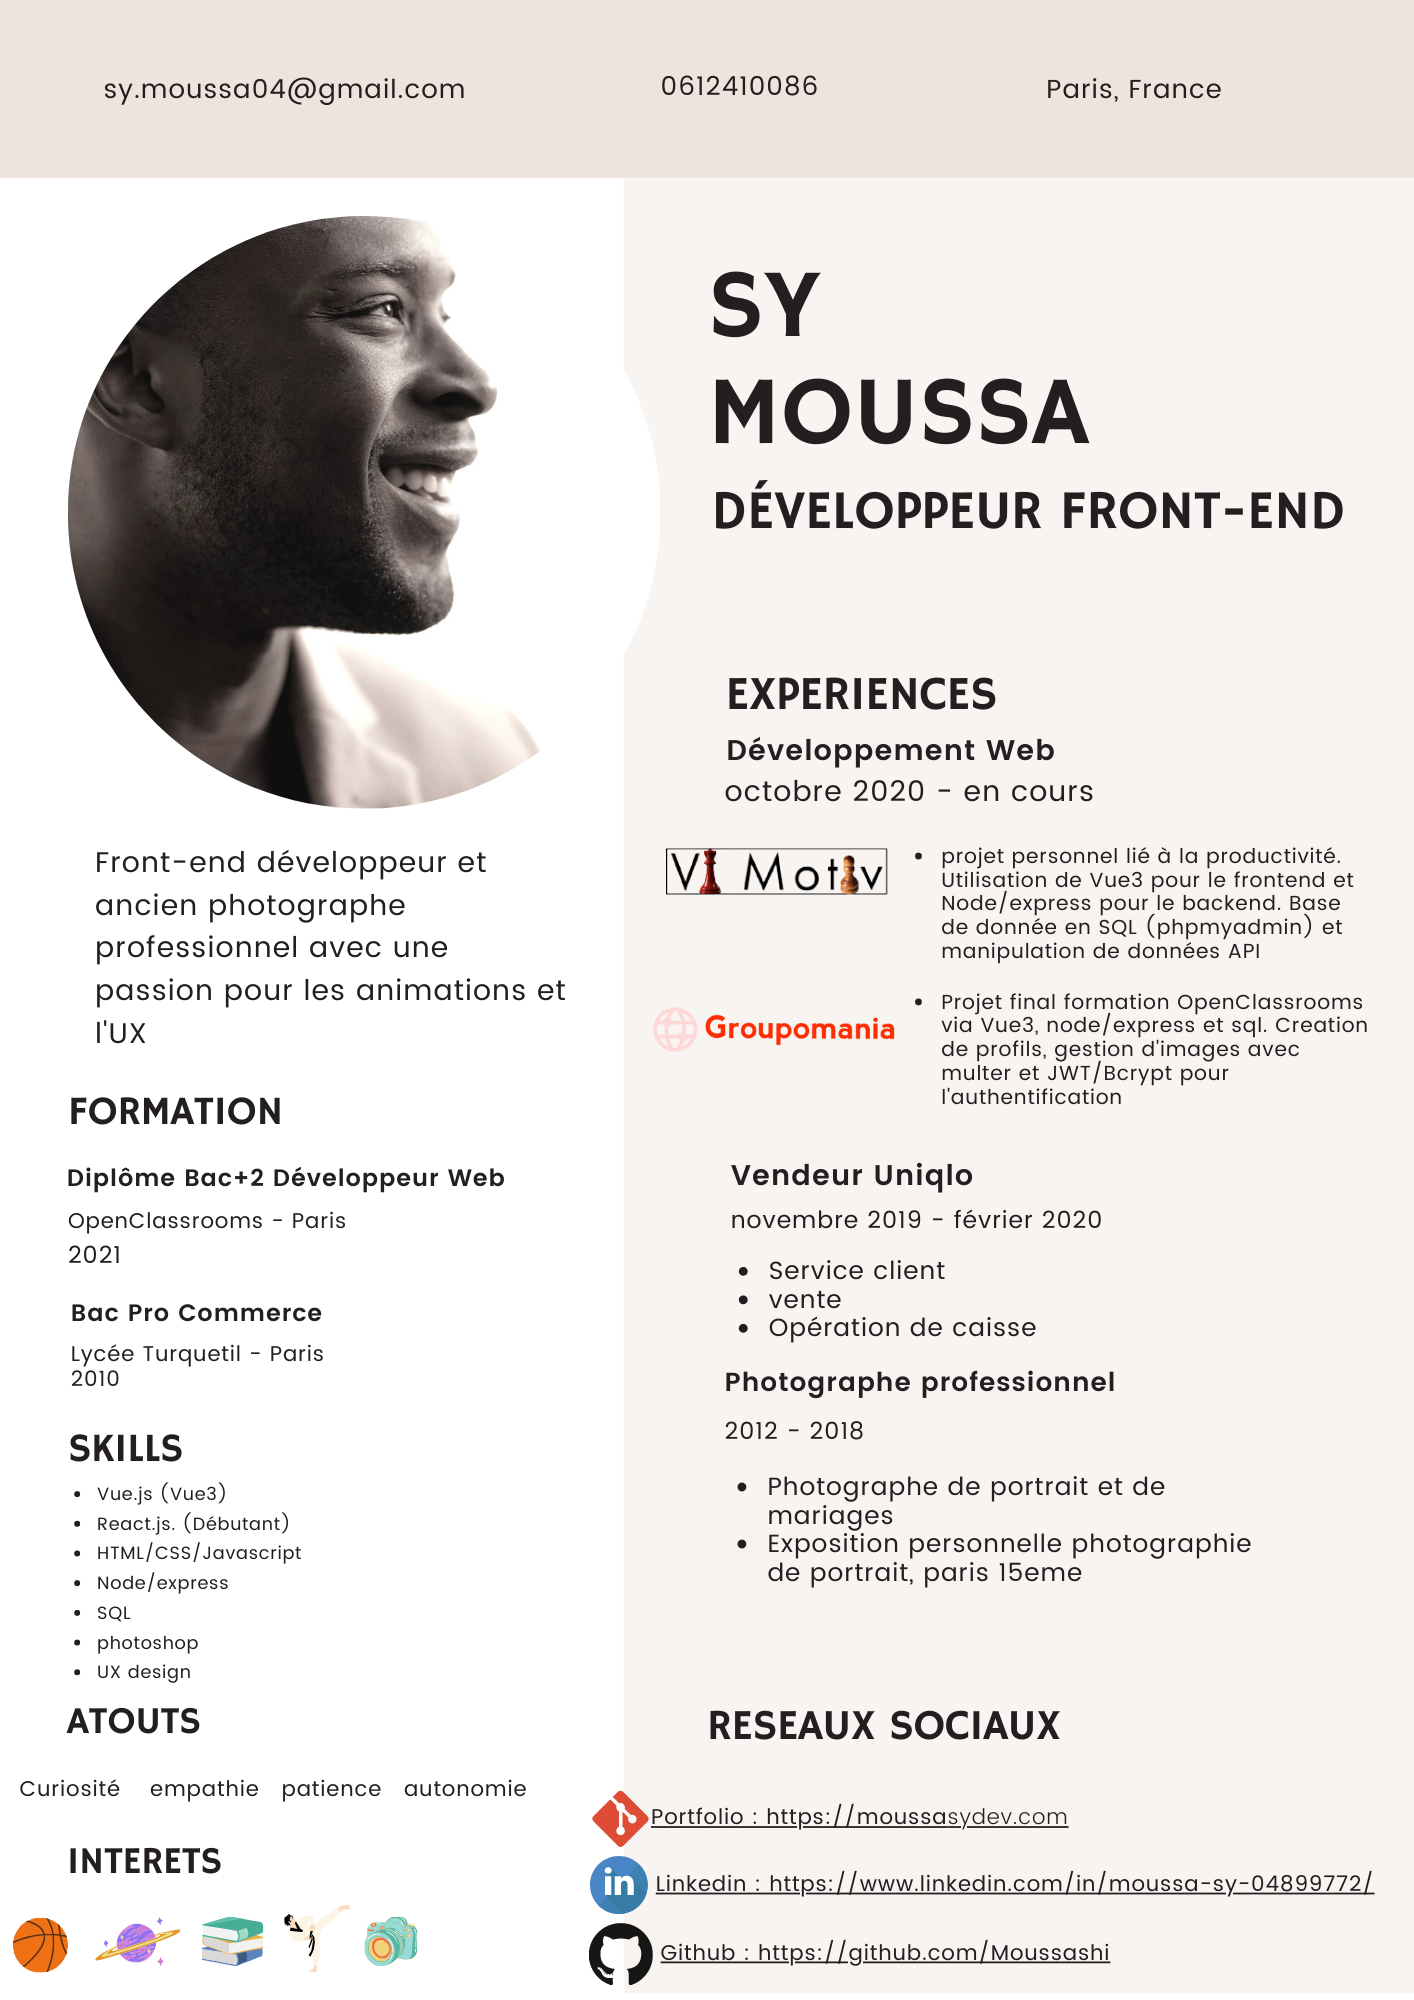 sy.moussa04@gmail.com
0612410086
Paris, France
SY
MOUSSA
DÉVELOPPEUR FRONT-END
Front-end développeur et
ancien photographe
professionnel avec une
passion pour les animations et
l'UX
FORMATION
Diplôme Bac+2 Développeur Web
OpenClassrooms - Paris
2021
Bac Pro Commerce
Lycée Turquetil - Paris
2010
SKILLS
• Vue.js (Vue3)
• React.js. (Débutant)
• HTML/CSS/Javascript
• Node/express
• SQL
• photoshop
• UX design
ATOUTS
Curiosité empathie patience autonomie
INTERETS
EXPERIENCES
Développement Web
octobre 2020 - en cours
Vi Motiv
• projet personnel lié à la productivité.
Utilisation de Vue3 pour le frontend et
Node/express pour le backend. Base
de donnée en SQL (phpmyadmin) et
manipulation de données API
Groupomania
• Projet final formation OpenClassrooms
via Vue3, node/express et sql. Creation
de profils, gestion d'images avec
multer et JWT/Bcrypt pour
l'authentification
Vendeur Uniqlo
novembre 2019 - février 2020
• Service client
• vente
• Opération de caisse
Photographe professionnel
2012 - 2018
• Photographe de portrait et de
mariages
• Exposition personnelle photographie
de portrait, paris 15eme
RESEAUX SOCIAUX
Portfolio : https://moussasydev.com
in
Linkedin : https://www.linkedin.com/in/moussa-sy-04899772/
Github : https://github.com/Moussashi